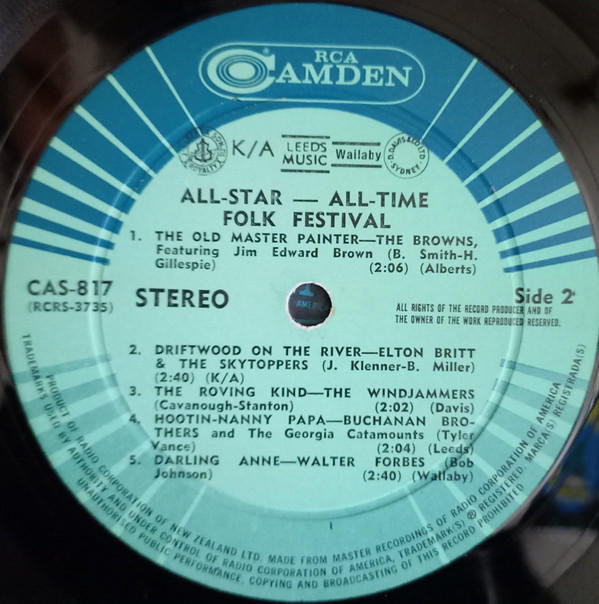 RCA
CAMDEN
K/A
LEEDS
MUSIC
Wallaby
D. DAVIS & CO LTD
SYDNEY
ALL-STAR — ALL-TIME
FOLK FESTIVAL
1. THE OLD MASTER PAINTER—THE BROWNS,
Featuring Jim Edward Brown (B. Smith-H.
Gillespie) (2:06) (Alberts)
CAS-817
(RCRS-3735)
STEREO
Side 2
ALL RIGHTS OF THE RECORD PRODUCER AND OF
THE OWNER OF THE WORK REPRODUCED RESERVED.
2. DRIFTWOOD ON THE RIVER—ELTON BRITT
& THE SKYTOPPERS (J. Klenner-B. Miller)
(2:40) (K/A)
3. THE ROVING KIND—THE WINDJAMMERS
(Cavanough-Stanton) (2:02) (Davis)
4. HOOTIN-NANNY PAPA—BUCHANAN BRO-
THERS and The Georgia Catamounts (Tyler
Vance) (2:04) (Leeds)
5. DARLING ANNE—WALTER FORBES (Bob
Johnson) (2:40) (Wallaby)
PRODUCT OF RADIO CORPORATION OF NEW ZEALAND LTD. MADE FROM MASTER RECORDINGS OF RADIO CORPORATION OF AMERICA
TRADEMARKS USED BY AUTHORITY AND UNDER CONTROL OF RADIO CORPORATION OF AMERICA, TRADEMARK(S) ® REGISTERED. MARCA(S) REGISTRADA(S)
UNAUTHORISED PUBLIC PERFORMANCE, COPYING AND BROADCASTING OF THIS RECORD PROHIBITED